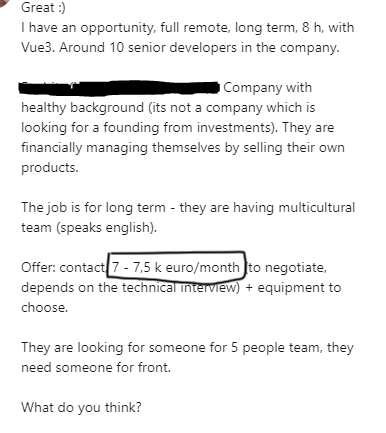 Great :)
I have an opportunity, full remote, long term, 8 h, with
Vue3. Around 10 senior developers in the company.
Company with
healthy background (its not a company which is
looking for a founding from investments). They are
financially managing themselves by selling their own
products.
The job is for long term - they are having multicultural
team (speaks english).
Offer: contact 7 - 7,5 k euro/month (to negotiate,
depends on the technical interview) + equipment to
choose.
They are looking for someone for 5 people team, they
need someone for front.
What do you think?